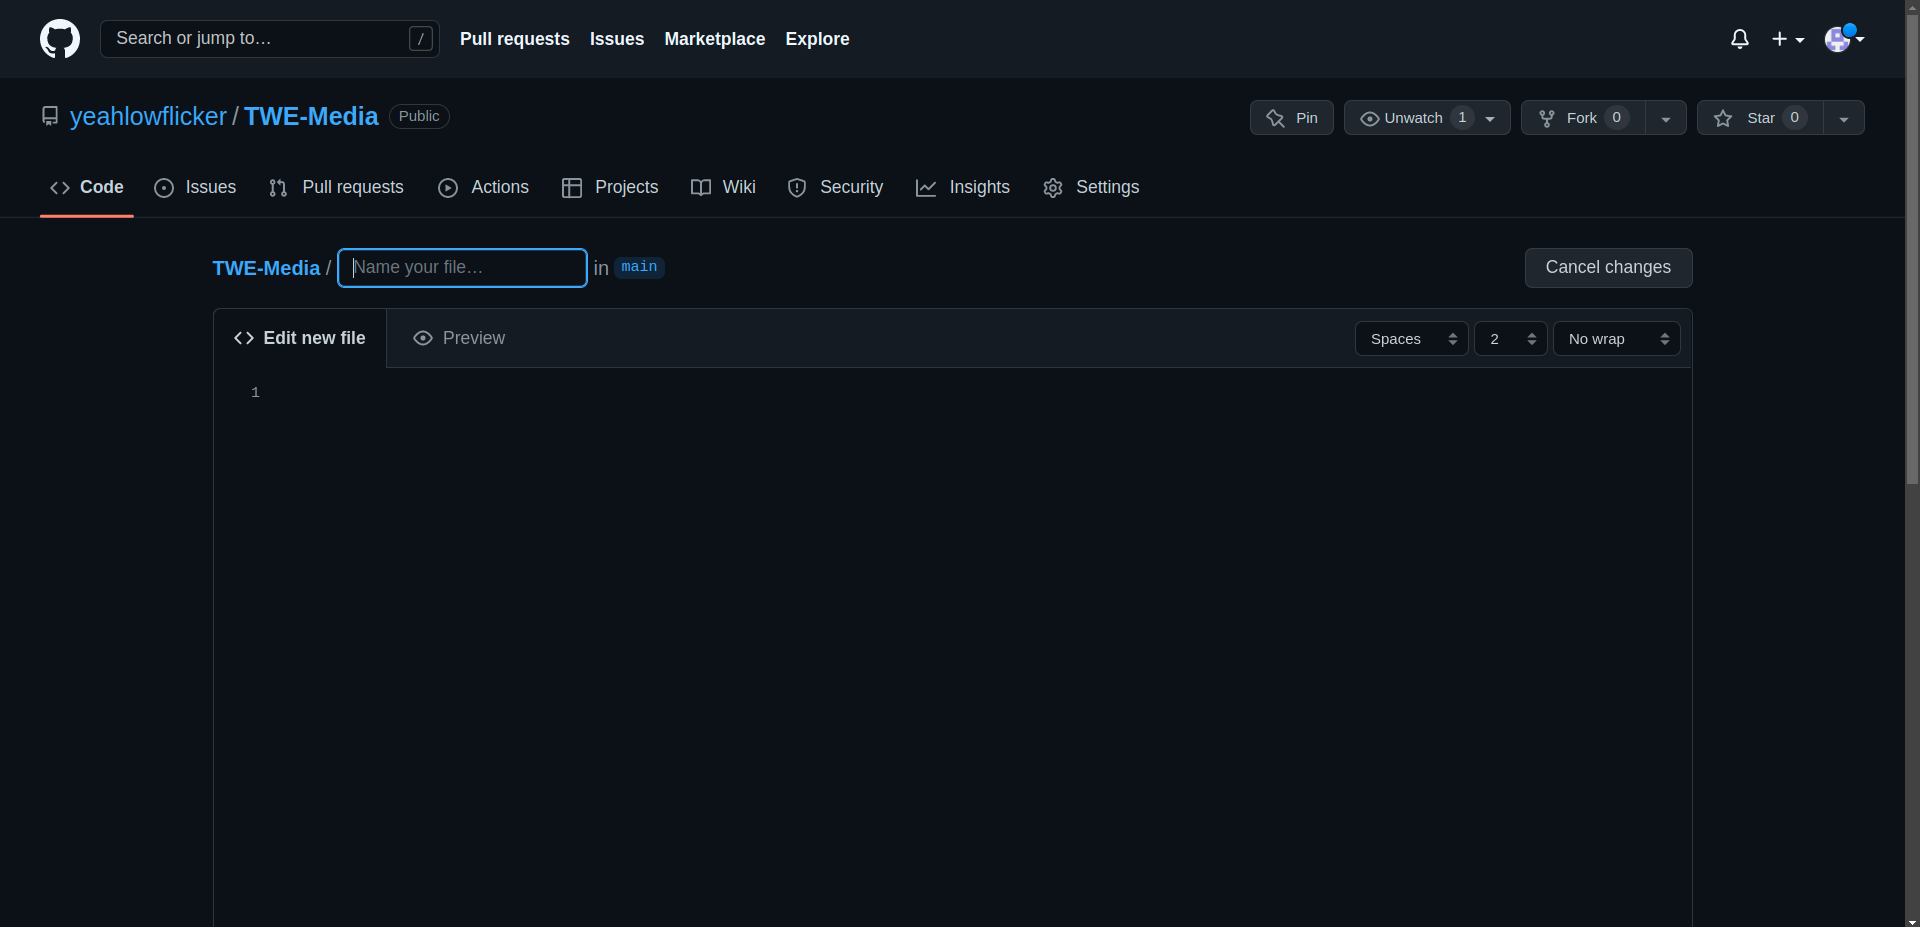 Search or jump to… / Pull requests Issues Marketplace Explore
yeahlowflicker / TWE-Media Public Pin Unwatch 1 Fork 0 Star 0
Code Issues Pull requests Actions Projects Wiki Security Insights Settings
TWE-Media / Name your file… in main Cancel changes
Edit new file Preview Spaces 2 No wrap
1